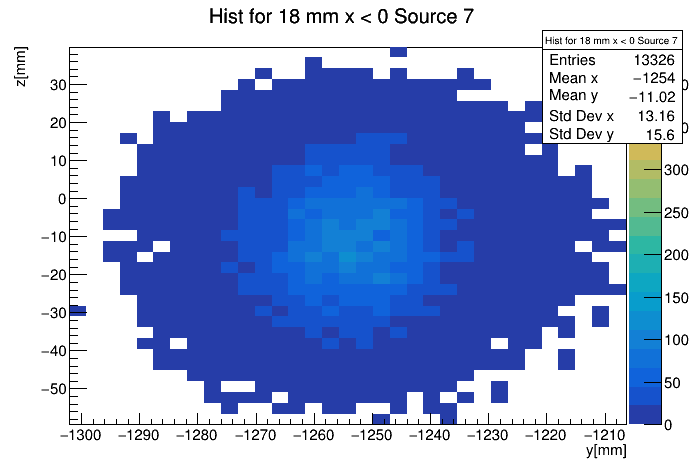 Hist for 18 mm x < 0 Source 7
Hist for 18 mm x < 0 Source 7
Entries 13326
Mean x −1254
Mean y −11.02
Std Dev x 13.16
Std Dev y 15.6
z[mm]
30
20
10
0
−10
−20
−30
−40
−50
300
250
200
150
100
50
0
−1300 −1290 −1280 −1270 −1260 −1250 −1240 −1230 −1220 −1210
y[mm]